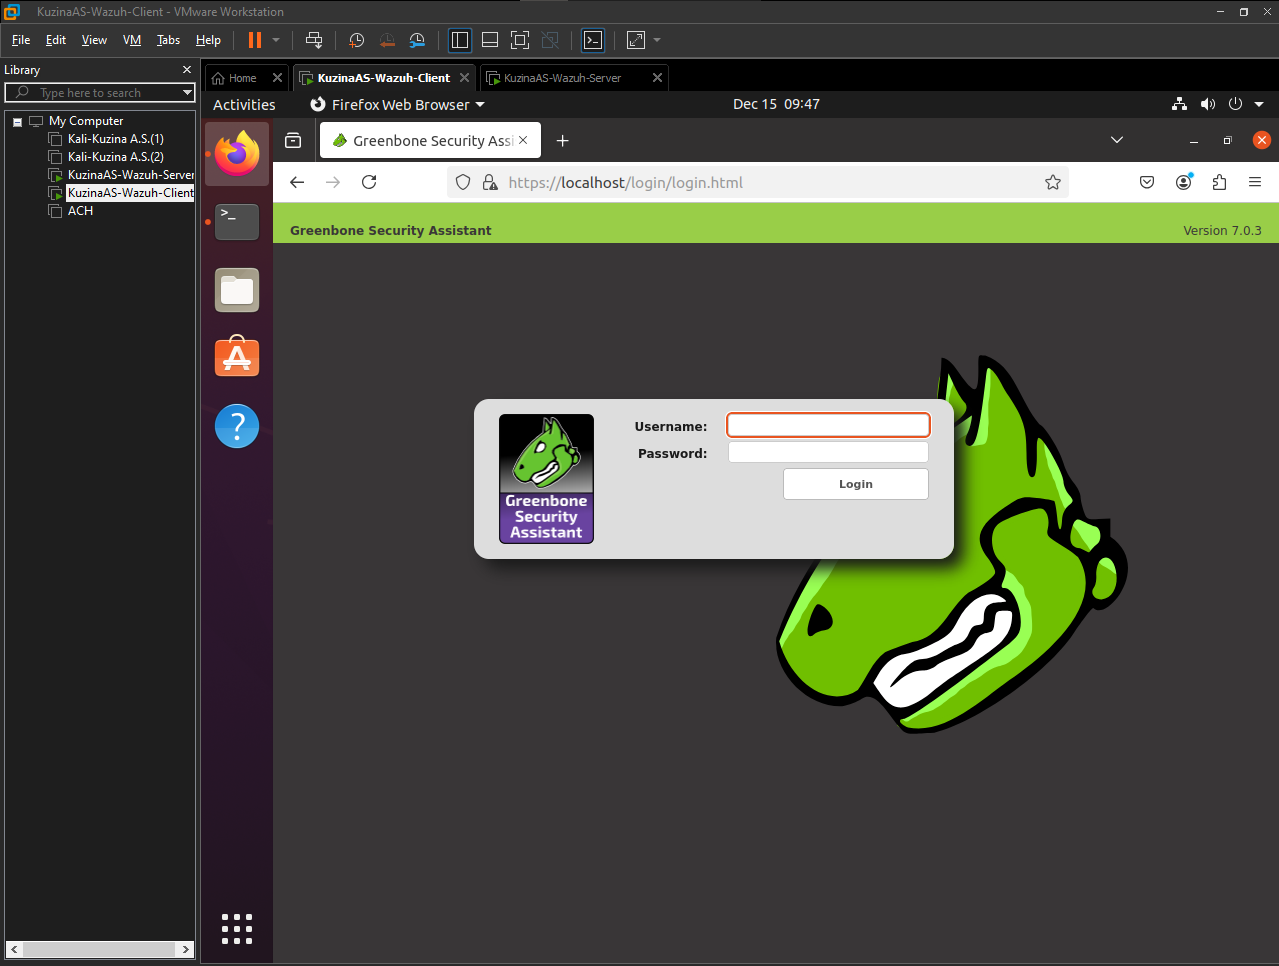 KuzinaAS-Wazuh-Client - VMware Workstation
File Edit View VM Tabs Help
Library
Type here to search
My Computer
Kali-Kuzina A.S.(1)
Kali-Kuzina A.S.(2)
KuzinaAS-Wazuh-Server
KuzinaAS-Wazuh-Client
ACH
Home KuzinaAS-Wazuh-Client KuzinaAS-Wazuh-Server
Activities Firefox Web Browser Dec 15 09:47
Greenbone Security Assi
https://localhost/login/login.html
Greenbone Security Assistant Version 7.0.3
Username:
Password:
Login
Greenbone
Security
Assistant